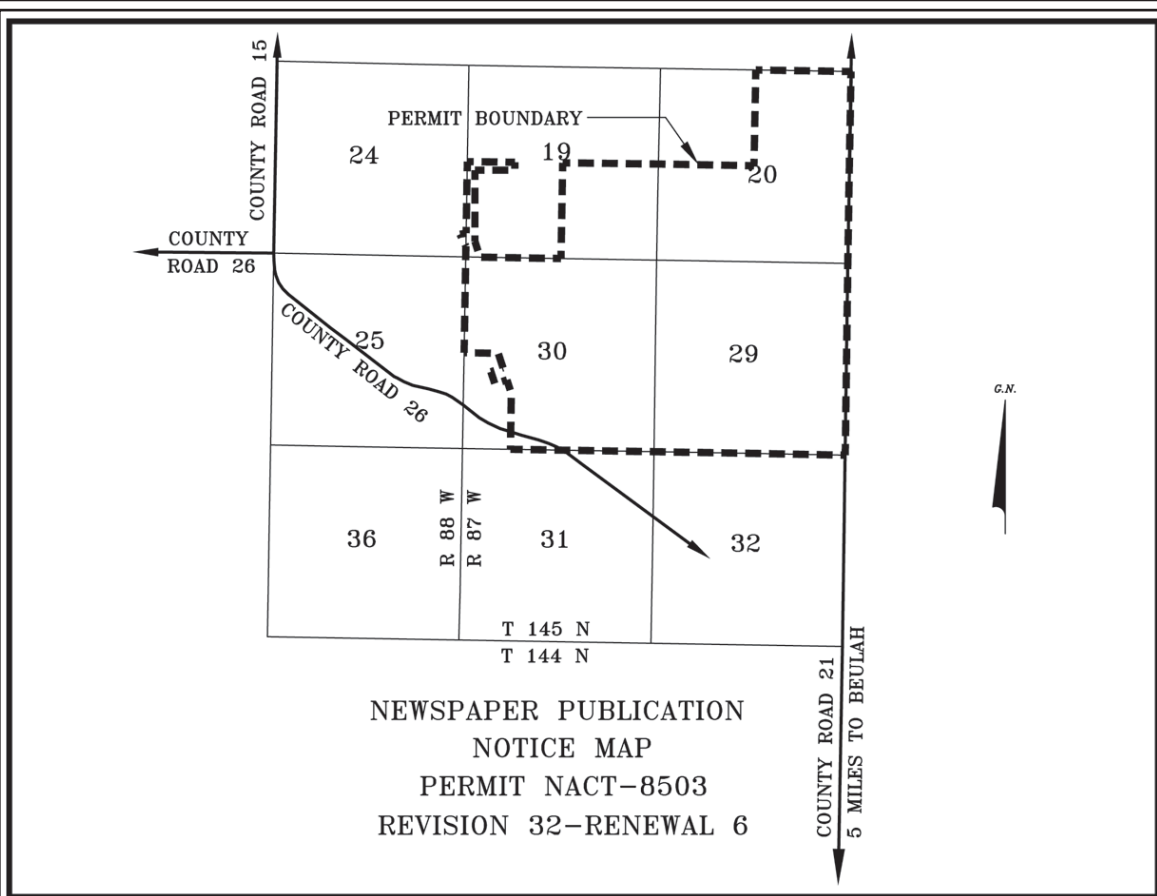 COUNTY ROAD 15
PERMIT BOUNDARY
24
19
20
COUNTY
ROAD 26
COUNTY ROAD 26
25
30
29
G.N.
R 88 W
R 87 W
36
31
32
T 145 N
T 144 N
COUNTY ROAD 21
5 MILES TO BEULAH
NEWSPAPER PUBLICATION
NOTICE MAP
PERMIT NACT-8503
REVISION 32-RENEWAL 6